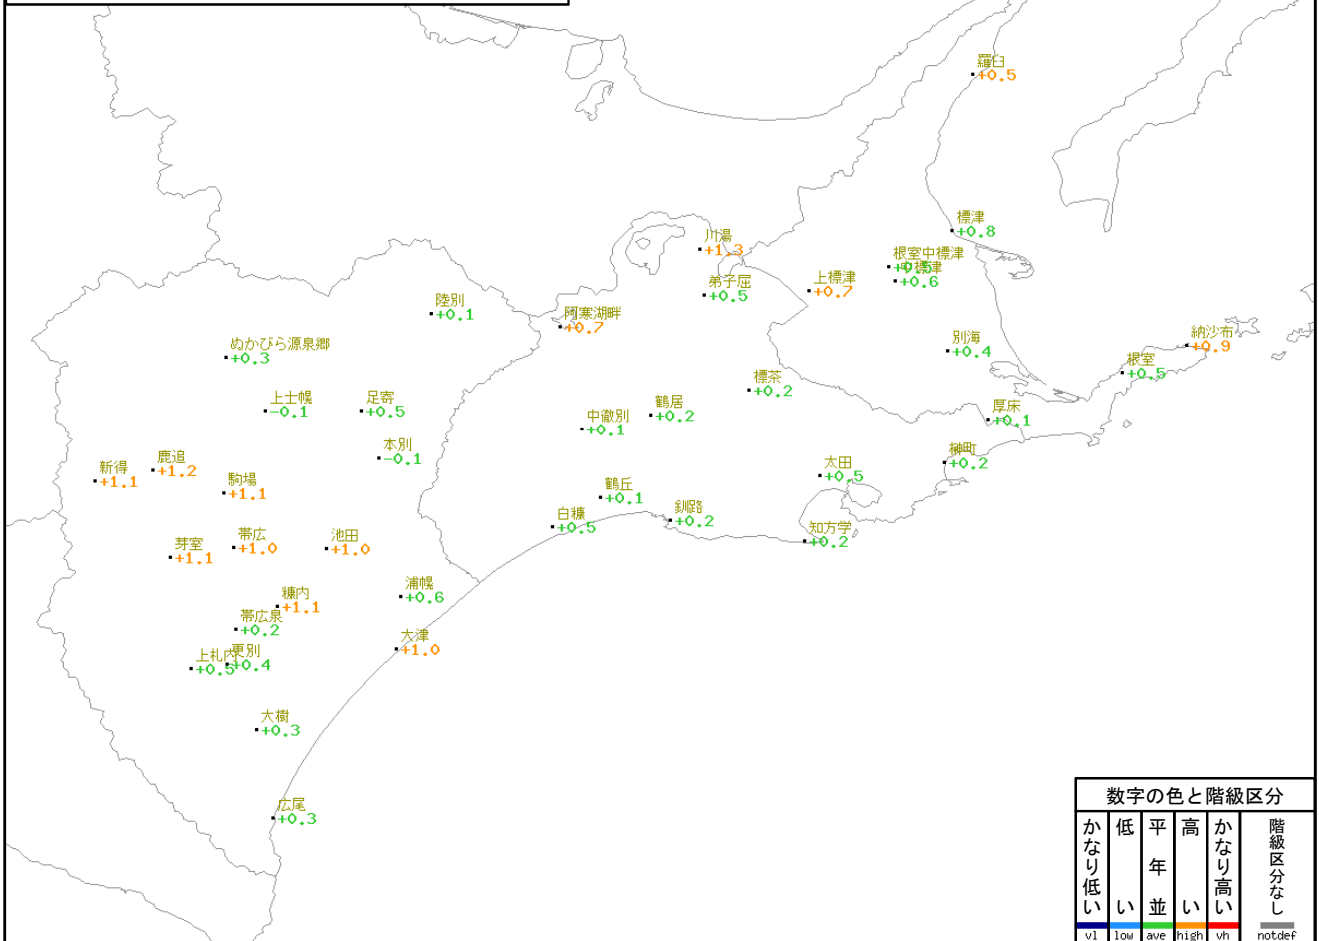 羅臼
+0.5
標津
+0.8
川湯
+1.3
根室中標津
中標津
+0.6
弟子屈
+0.5
上標津
+0.7
陸別
+0.1
阿寒湖畔
+0.7
ぬかびら源泉郷
+0.3
別海
+0.4
納沙布
+0.9
根室
+0.5
標茶
+0.2
上士幌
-0.1
足寄
+0.5
鶴居
+0.2
中徹別
+0.1
厚床
+0.1
本別
-0.1
榊町
+0.2
新得
+1.1
鹿追
+1.2
駒場
+1.1
太田
+0.5
鶴丘
+0.1
白糠
+0.5
釧路
+0.2
知方学
+0.2
芽室
+1.1
帯広
+1.0
池田
+1.0
糠内
+1.1
浦幌
+0.6
帯広泉
+0.2
大津
+1.0
上札内
+0.5
更別
+0.4
大樹
+0.3
広尾
+0.3
数字の色と階級区分
かなり低い
低い
平年並
高い
かなり高い
階級区分なし
vl low ave high vh notdef